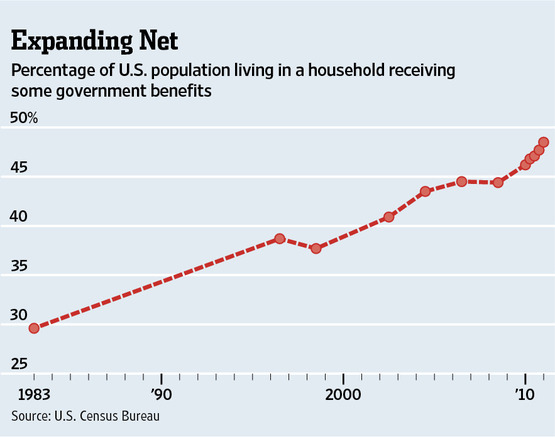 Expanding Net
Percentage of U.S. population living in a household receiving
some government benefits
50%
45
40
35
30
25
1983 '90 2000 '10
Source: U.S. Census Bureau